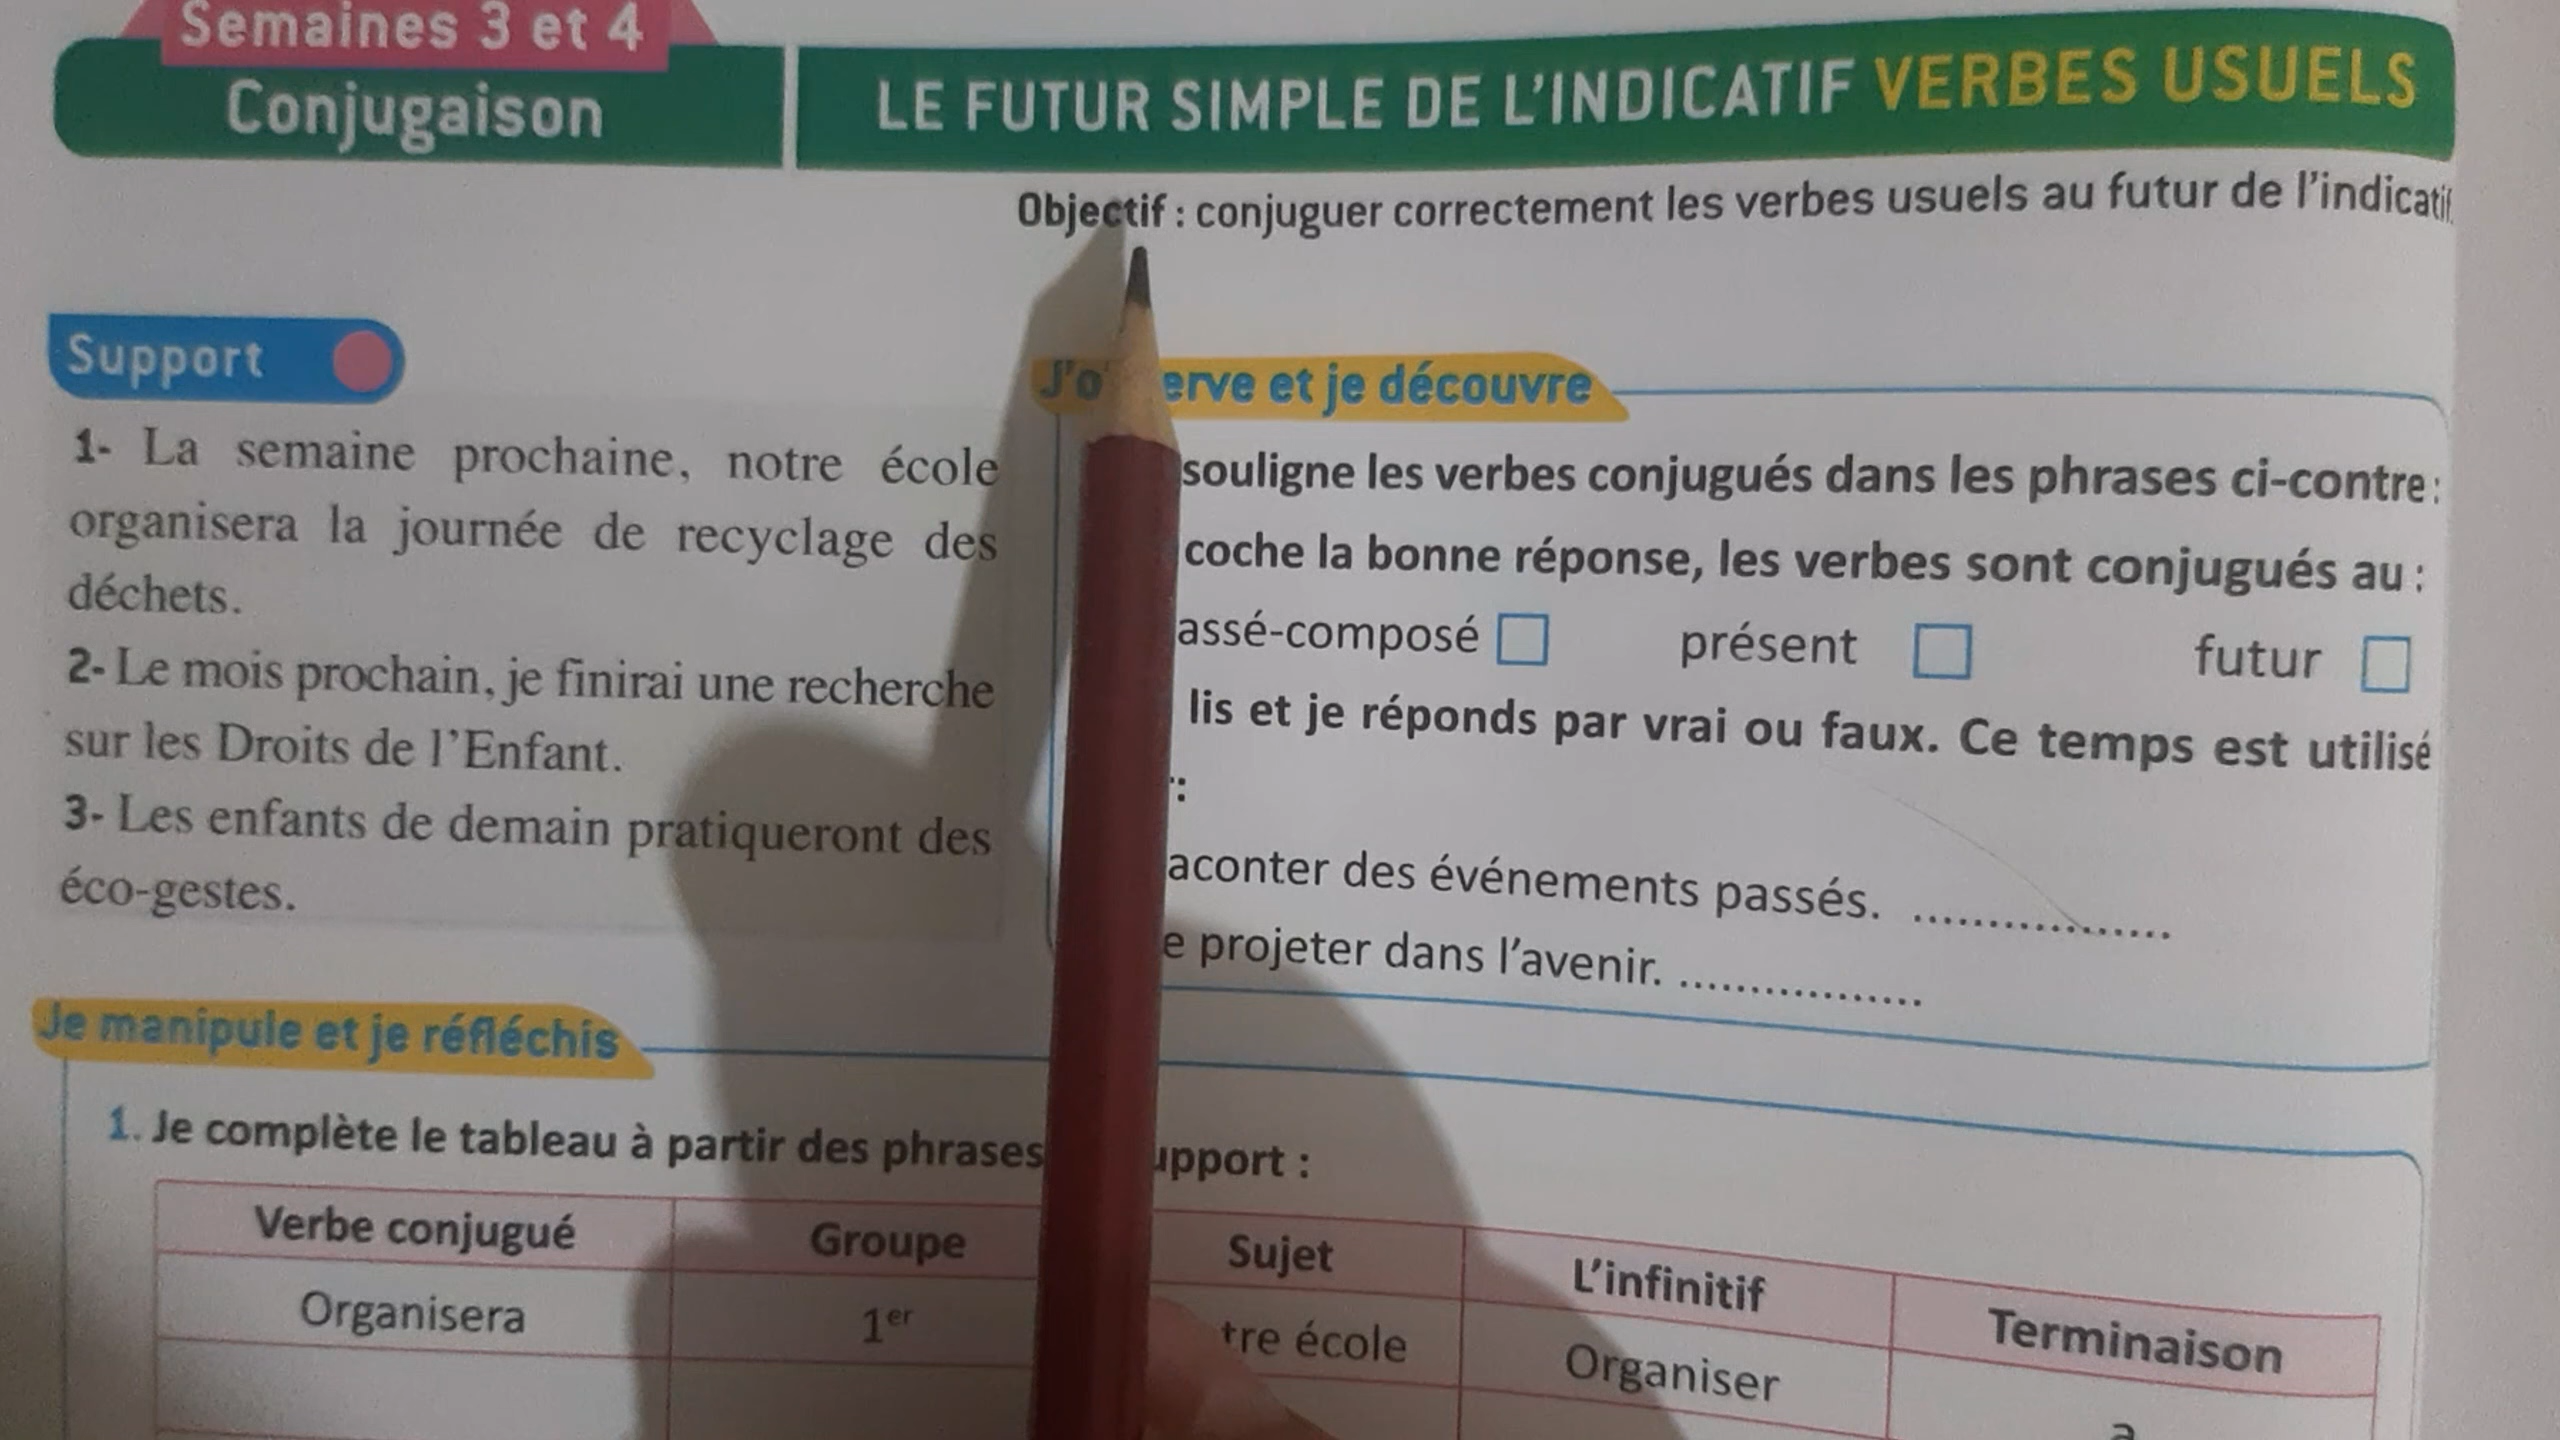 Semaines 3 et 4
Conjugaison
LE FUTUR SIMPLE DE L'INDICATIF VERBES USUELS
Objectif : conjuguer correctement les verbes usuels au futur de l'indicatif
Support
1- La semaine prochaine, notre école
organisera la journée de recyclage des
déchets.
2- Le mois prochain, je finirai une recherche
sur les Droits de l'Enfant.
3- Les enfants de demain pratiqueront des
éco-gestes.
et je découvre
souligne les verbes conjugués dans les phrases ci-contre :
coche la bonne réponse, les verbes sont conjugués au :
assé-composé présent futur
lis et je réponds par vrai ou faux. Ce temps est utilisé
:
aconter des événements passés. .................
e projeter dans l'avenir. .................
Je manipule et je réfléchis
1. Je complète le tableau à partir des phrases upport :
Verbe conjugué Groupe Sujet L'infinitif Terminaison
Organisera 1er tre école Organiser a